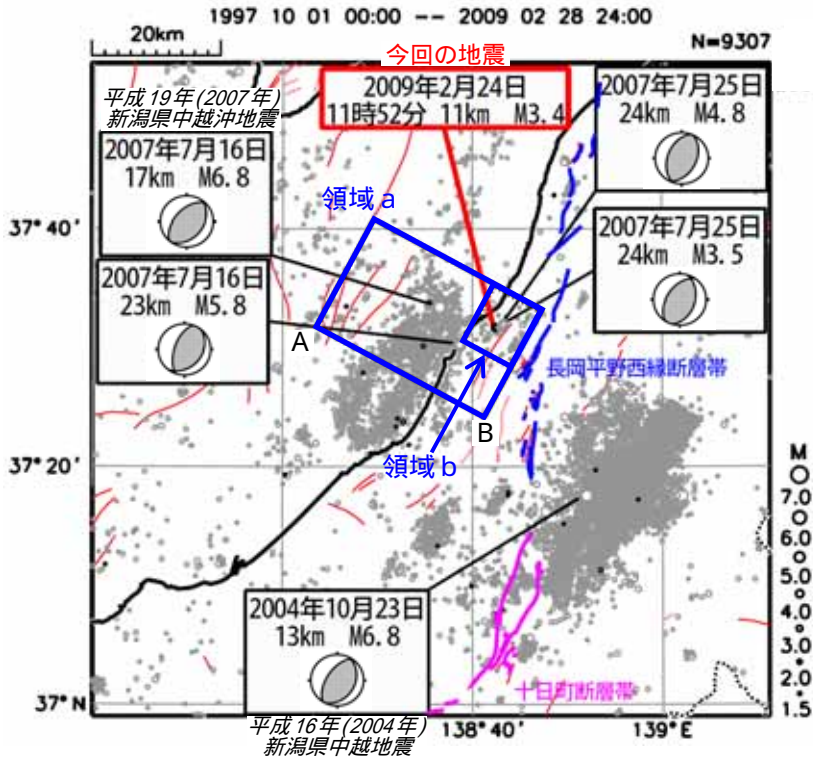 1997 10 01 00:00 -- 2009 02 28 24:00
20km
N=9307
今回の地震
2009年2月24日
11時52分 11km M3.4
平成19年(2007年)
新潟県中越沖地震
2007年7月16日
17km M6.8
2007年7月25日
24km M4.8
領域a
37°40′
2007年7月25日
24km M3.5
2007年7月16日
23km M5.8
A
長岡平野西縁断層帯
B
領域b
37°20′
M
7.0
6.0
5.0
4.0
3.0
2.0
1.5
2004年10月23日
13km M6.8
十日町断層帯
37°N
平成16年(2004年)
新潟県中越地震
138°40′
139°E